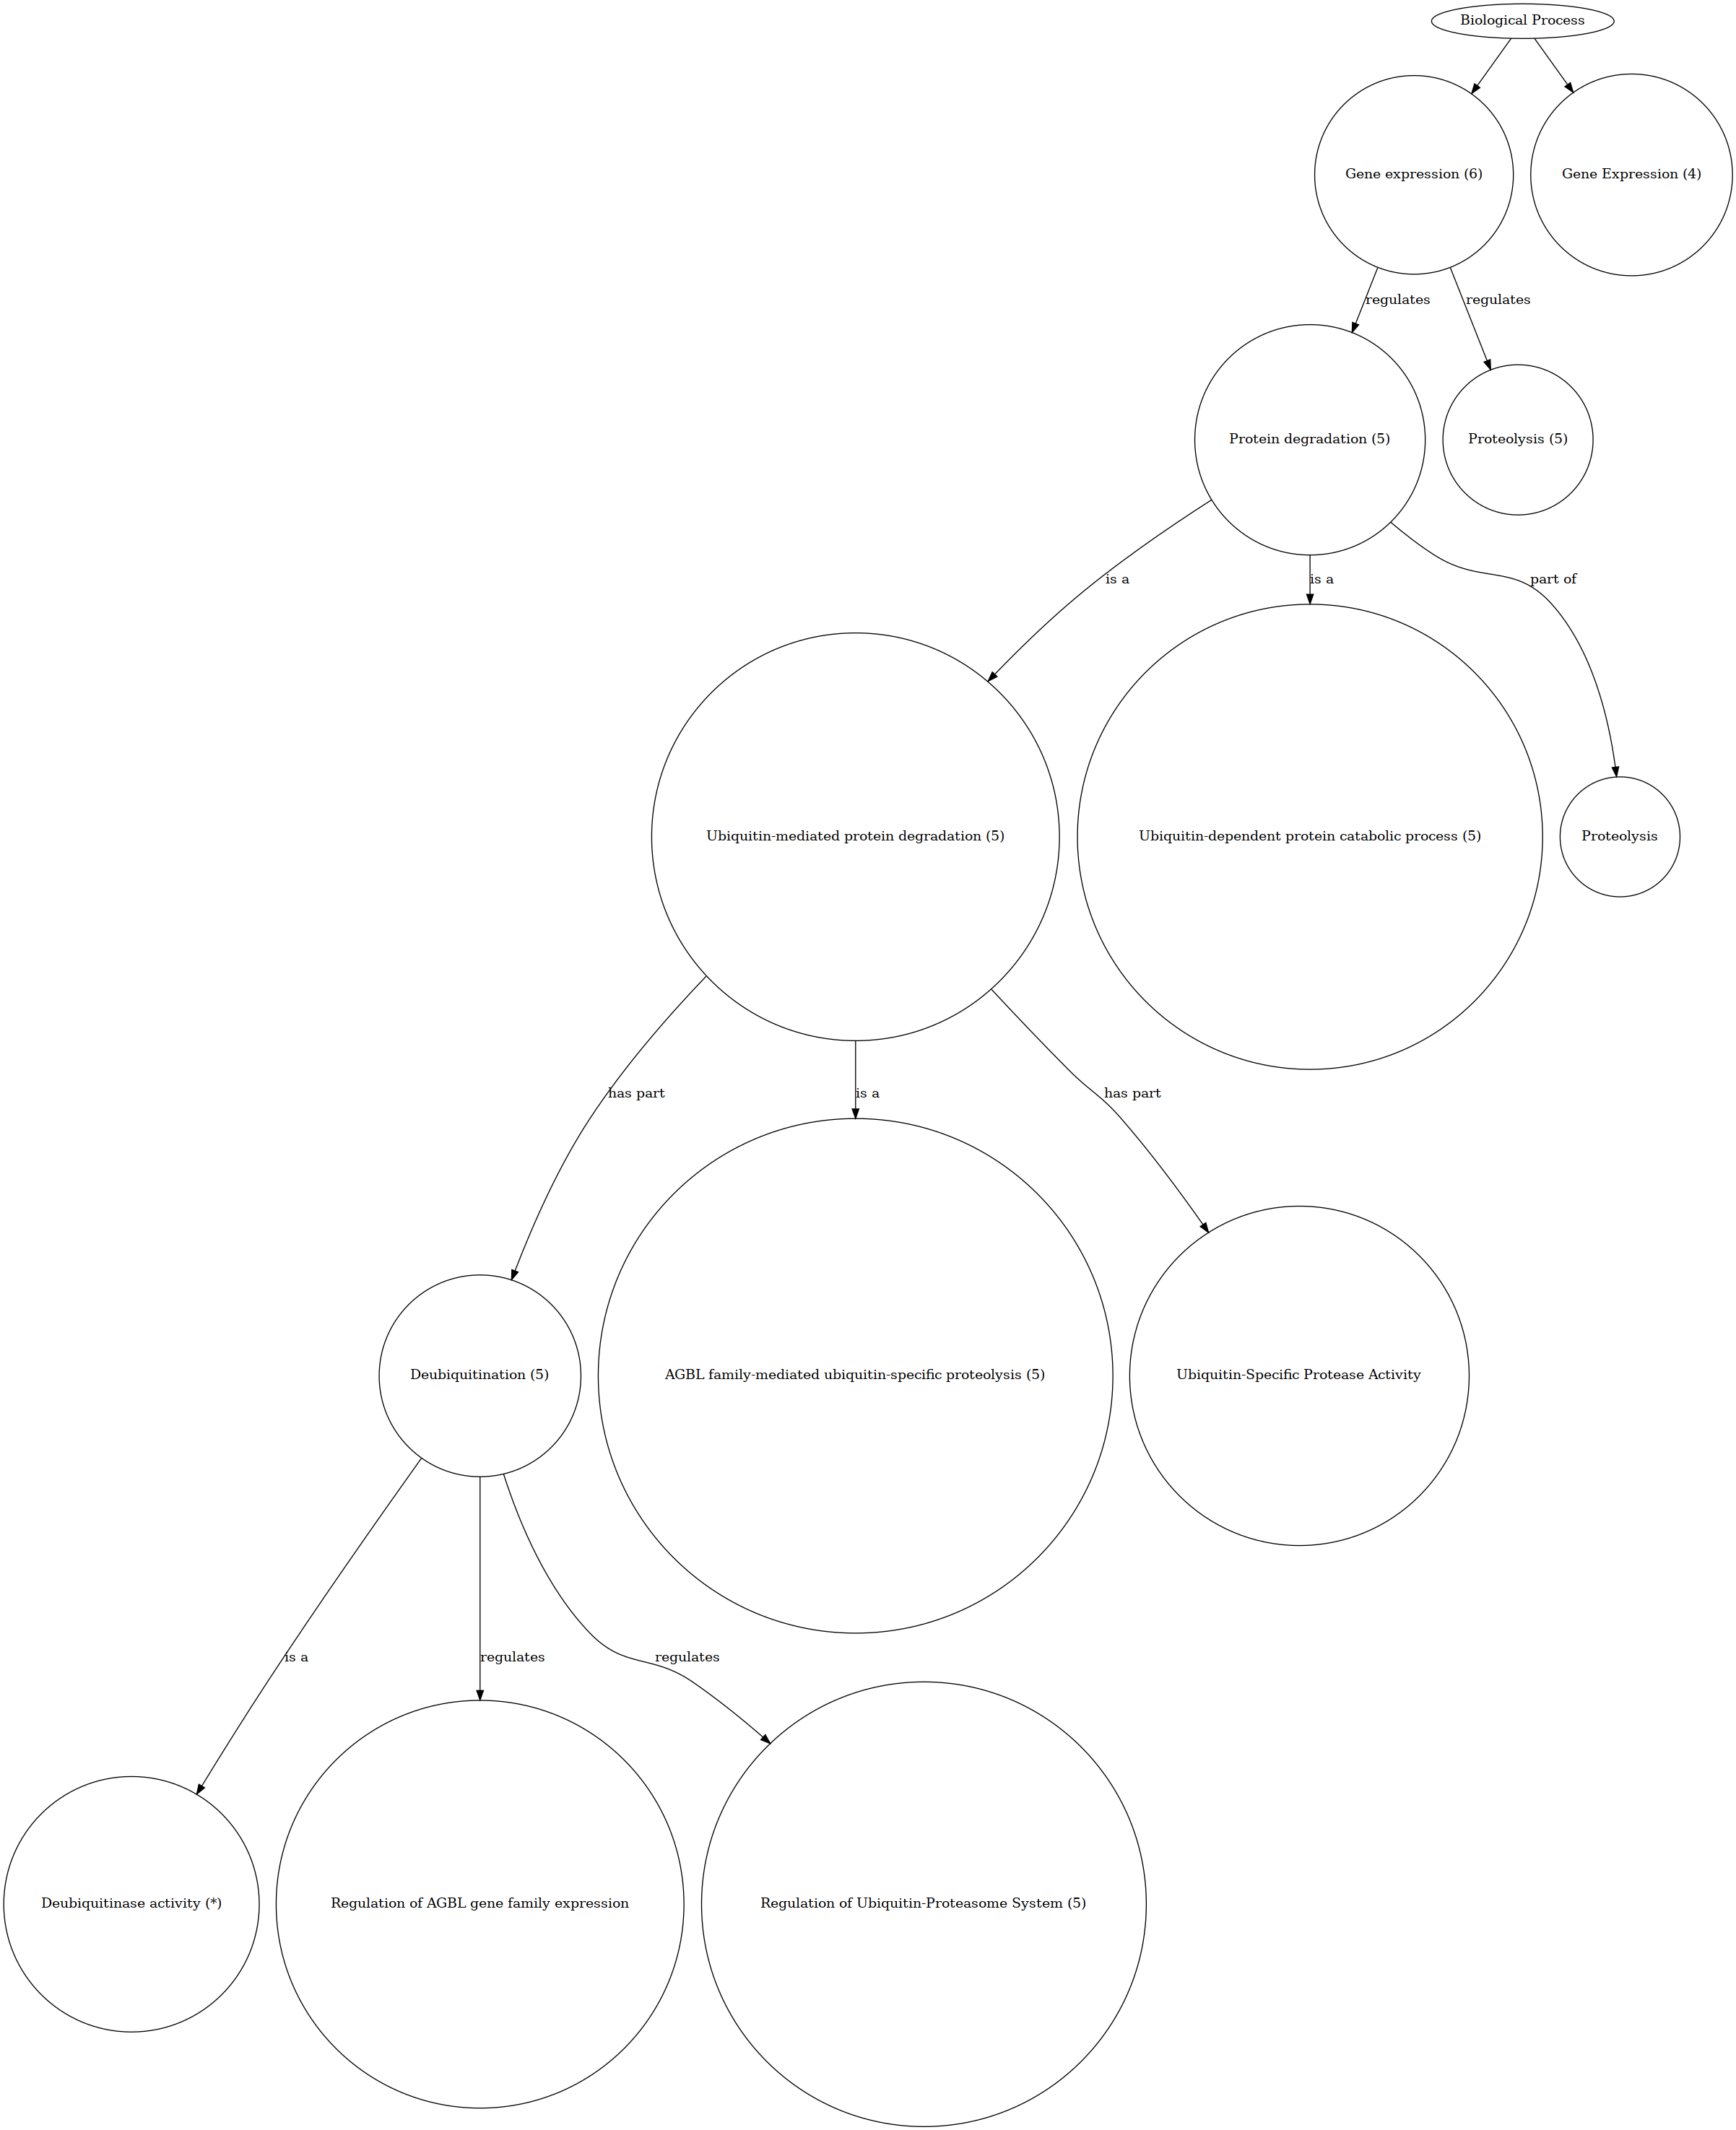 Biological Process
Gene expression (6)
Gene Expression (4)
regulates
regulates
Protein degradation (5)
Proteolysis (5)
is a
is a
part of
Ubiquitin-mediated protein degradation (5)
Ubiquitin-dependent protein catabolic process (5)
Proteolysis
has part
is a
has part
Deubiquitination (5)
AGBL family-mediated ubiquitin-specific proteolysis (5)
Ubiquitin-Specific Protease Activity
is a
regulates
regulates
Deubiquitinase activity (*)
Regulation of AGBL gene family expression
Regulation of Ubiquitin-Proteasome System (5)